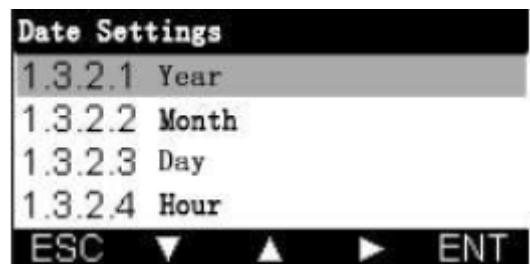 Date Settings
1.3.2.1 Year
1.3.2.2 Month
1.3.2.3 Day
1.3.2.4 Hour
ESC ▼ ▲ ► ENT